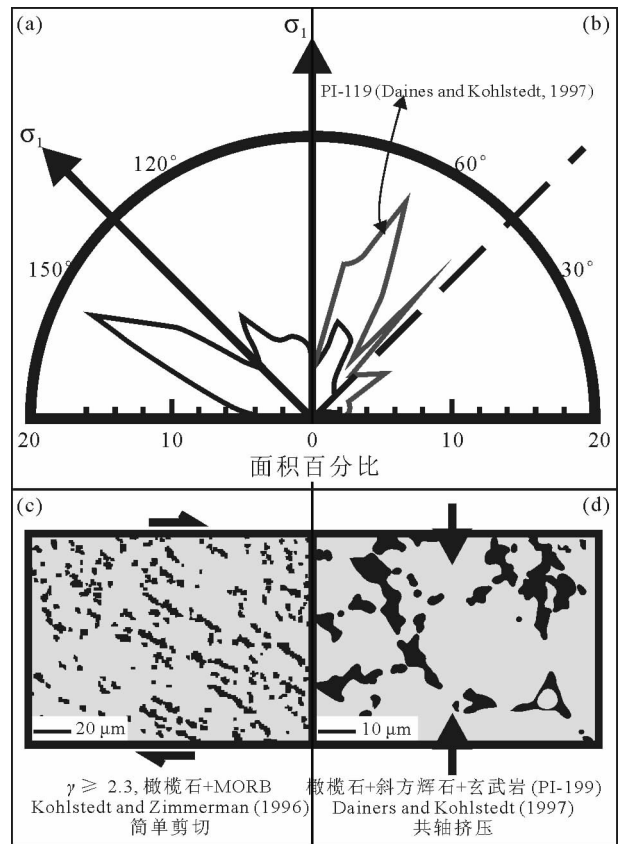 (a)
(b)
σ1
PI-119 (Daines and Kohlstedt, 1997)
σ1
120°
60°
150°
30°
20
10
0
10
20
面积百分比
(c)
(d)
20 μm
10 μm
γ ≥ 2.3, 橄榄石+MORB
Kohlstedt and Zimmerman (1996)
简单剪切
橄榄石+斜方辉石+玄武岩 (PI-199)
Dainers and Kohlstedt (1997)
共轴挤压